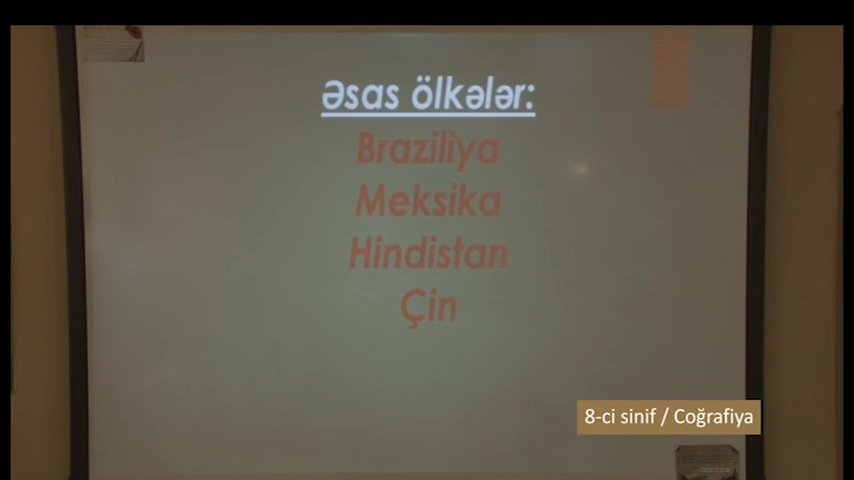 Əsas ölkələr:
Braziliya
Meksika
Hindistan
Çin
8-ci sinif / Coğrafiya